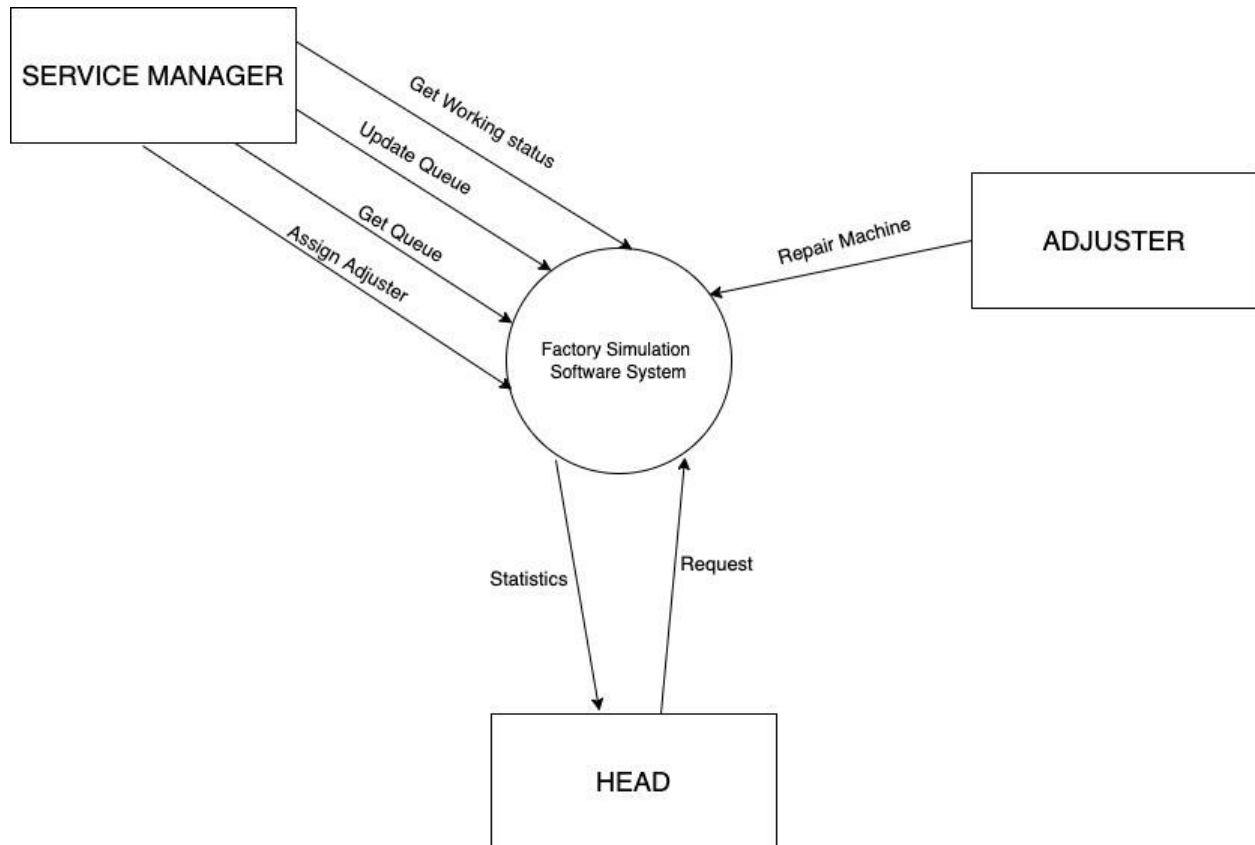 SERVICE MANAGER
Get Working status
Update Queue
Get Queue
Assign Adjuster
Repair Machine
ADJUSTER
Factory Simulation
Software System
Statistics
Request
HEAD